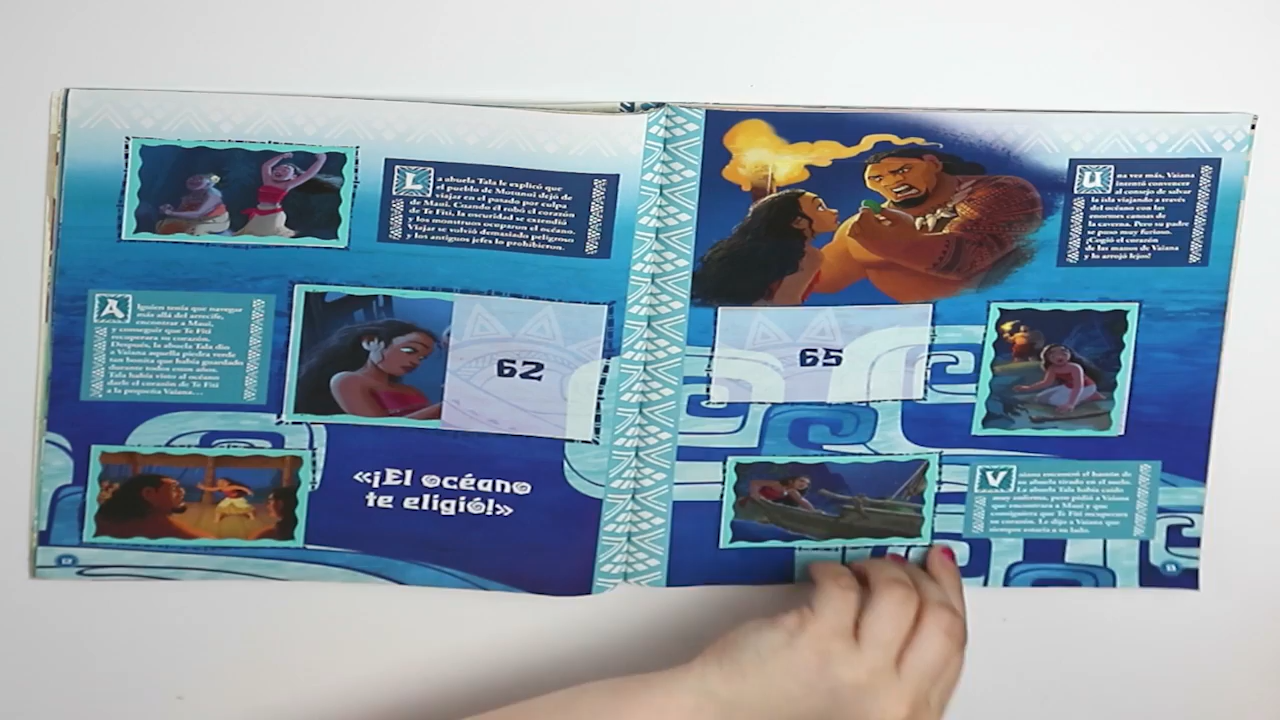 La abuela Tala le explicó que
el pueblo de Motunui dejó de
viajar en el pasado por culpa
de Maui. Cuando él robó el corazón
de Te Fiti, la oscuridad se extendió
y los monstruos ocuparon el océano.
Viajar se volvió demasiado peligroso
y los antiguos jefes lo prohibieron.
Alguien tenía que navegar
más allá del arrecife,
encontrar a Maui,
y conseguir que Te Fiti
recuperara su corazón.
Después, la abuela Tala dio
a Vaiana aquella piedra verde
tan bonita que había guardado
durante todos esos años.
Tala había visto al océano
darle el corazón de Te Fiti
a la pequeña Vaiana…
62
«¡El océano
te eligió!»
12
Una vez más, Vaiana
intentó convencer
al consejo de salvar
la isla viajando a través
del océano con las
enormes canoas de
la caverna. Pero su padre
se puso muy furioso.
¡Cogió el corazón
de las manos de Vaiana
y lo arrojó lejos!
65
Vaiana encontró el bastón de
su abuela tirado en el suelo.
La abuela Tala había caído
muy enferma, pero pidió a Vaiana
que encontrara a Maui y que
consiguiera que Te Fiti recuperara
su corazón. Le dijo a Vaiana que
siempre estaría a su lado.
13